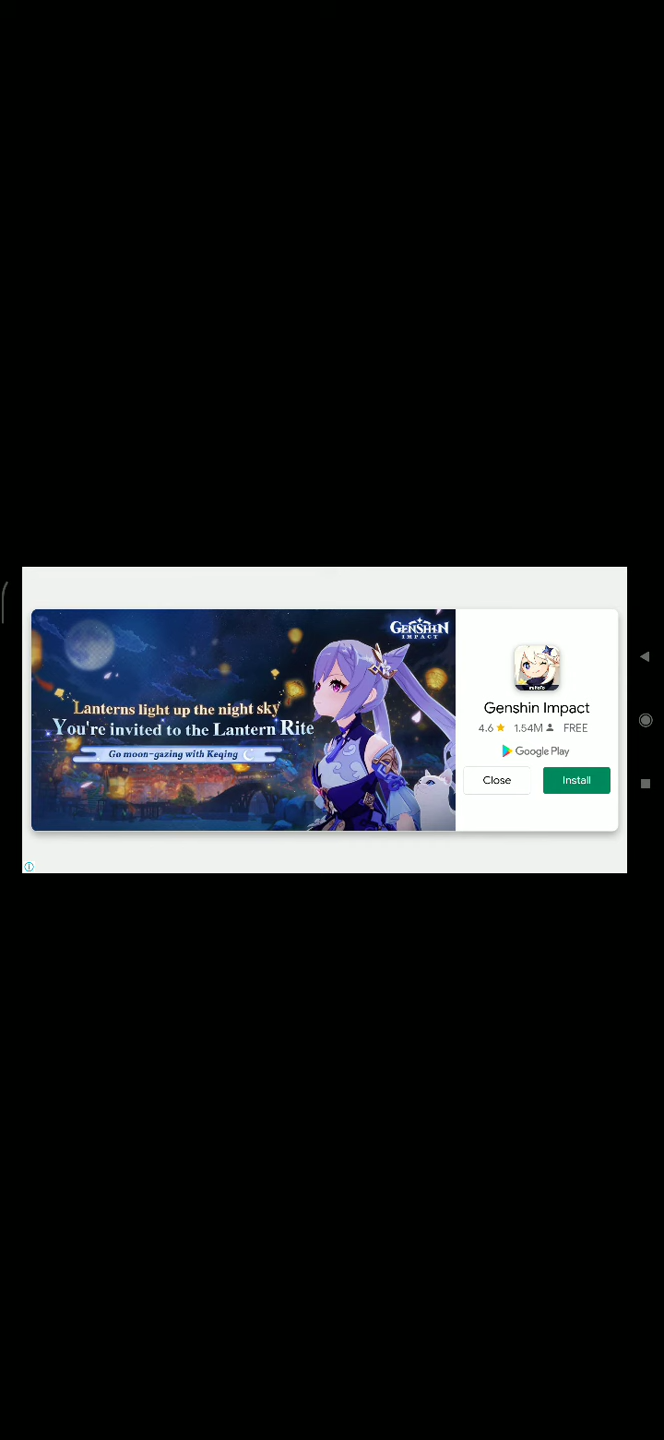 GENSHIN
IMPACT
Lanterns light up the night sky
You're invited to the Lantern Rite
Go moon-gazing with Keqing
Genshin Impact
4.6 1.54M FREE
Google Play
Close
Install